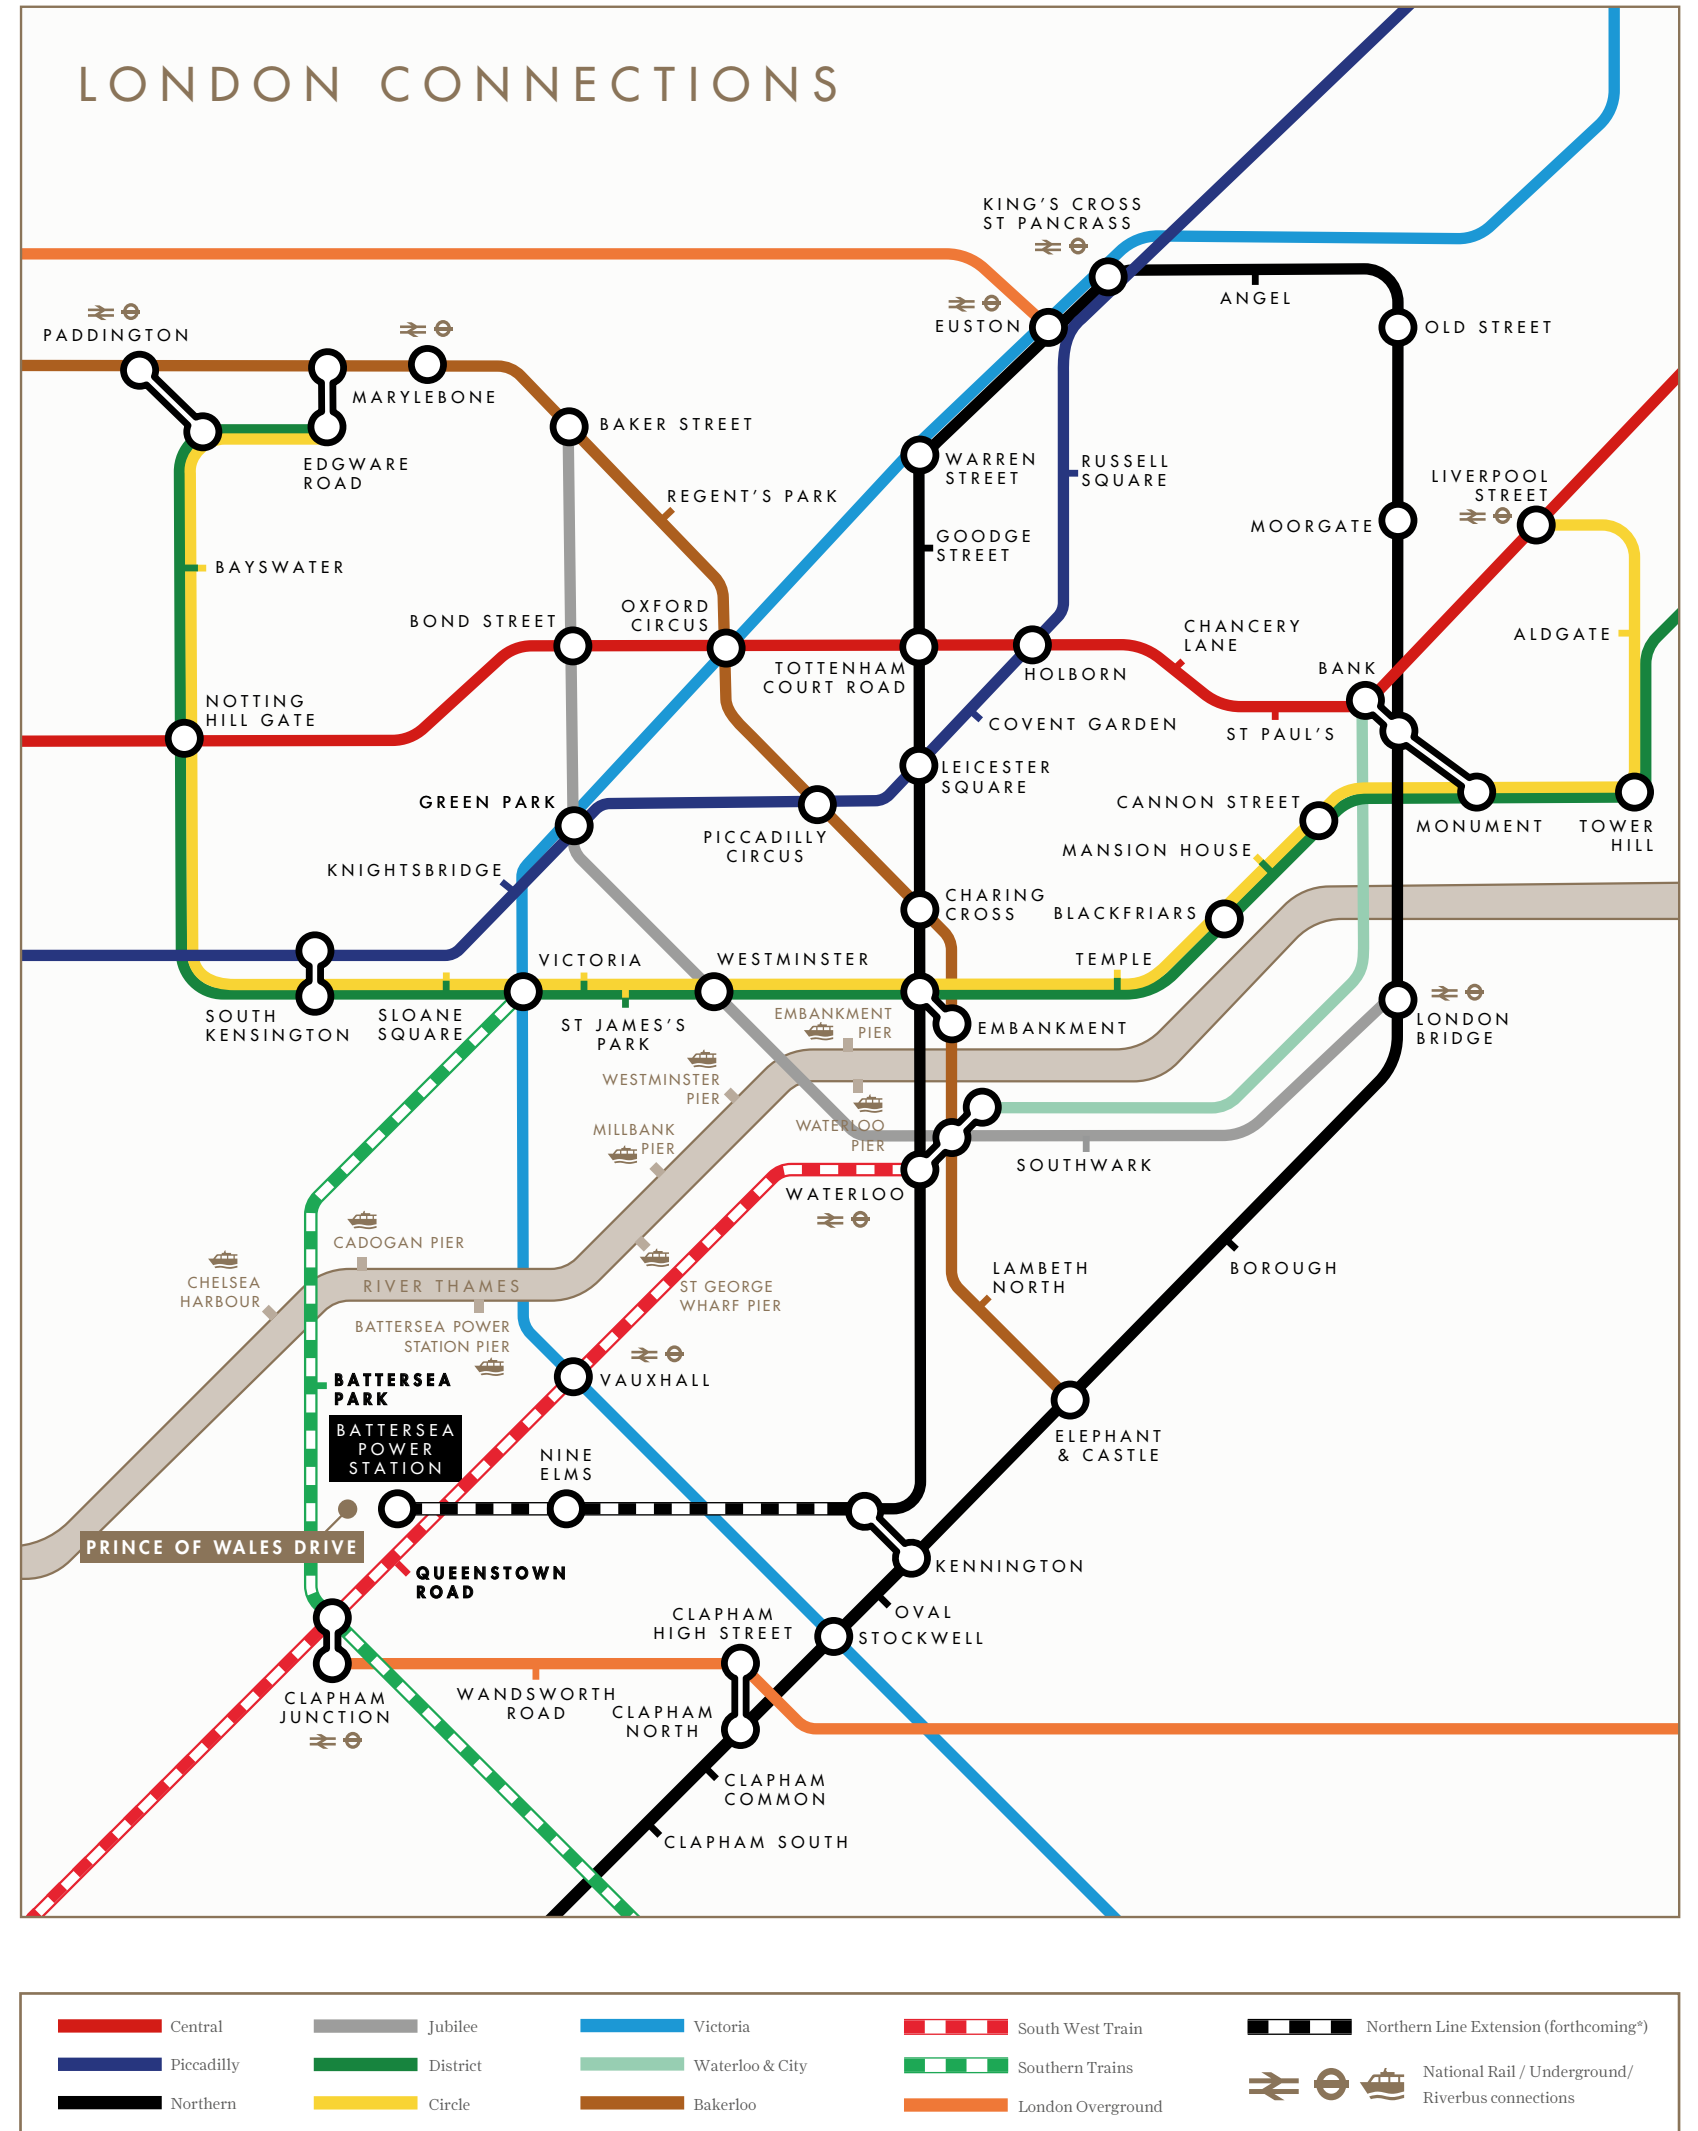 LONDON CONNECTIONS
KING'S CROSS
ST PANCRASS
ANGEL
EUSTON
OLD STREET
PADDINGTON
MARYLEBONE
BAKER STREET
EDGWARE
ROAD
WARREN
STREET
RUSSELL
SQUARE
LIVERPOOL
STREET
REGENT'S PARK
MOORGATE
GOODGE
STREET
BAYSWATER
BOND STREET
OXFORD
CIRCUS
CHANCERY
LANE
ALDGATE
TOTTENHAM
COURT ROAD
HOLBORN
BANK
NOTTING
HILL GATE
COVENT GARDEN
ST PAUL'S
LEICESTER
SQUARE
GREEN PARK
CANNON STREET
PICCADILLY
CIRCUS
MONUMENT
TOWER
HILL
MANSION HOUSE
KNIGHTSBRIDGE
CHARING
CROSS
BLACKFRIARS
VICTORIA
WESTMINSTER
TEMPLE
SOUTH
KENSINGTON
SLOANE
SQUARE
ST JAMES'S
PARK
EMBANKMENT
PIER
EMBANKMENT
LONDON
BRIDGE
WESTMINSTER
PIER
MILLBANK
PIER
WATERLOO
PIER
SOUTHWARK
WATERLOO
CADOGAN PIER
CHELSEA
HARBOUR
RIVER THAMES
ST GEORGE
WHARF PIER
LAMBETH
NORTH
BOROUGH
BATTERSEA POWER
STATION PIER
BATTERSEA
PARK
VAUXHALL
BATTERSEA
POWER
STATION
NINE
ELMS
ELEPHANT
& CASTLE
PRINCE OF WALES DRIVE
QUEENSTOWN
ROAD
KENNINGTON
OVAL
CLAPHAM
HIGH STREET
STOCKWELL
CLAPHAM
JUNCTION
WANDSWORTH
ROAD
CLAPHAM
NORTH
CLAPHAM
COMMON
CLAPHAM SOUTH
Central
Jubilee
Victoria
South West Train
Northern Line Extension (forthcoming*)
Piccadilly
District
Waterloo & City
Southern Trains
National Rail / Underground/
Riverbus connections
Northern
Circle
Bakerloo
London Overground